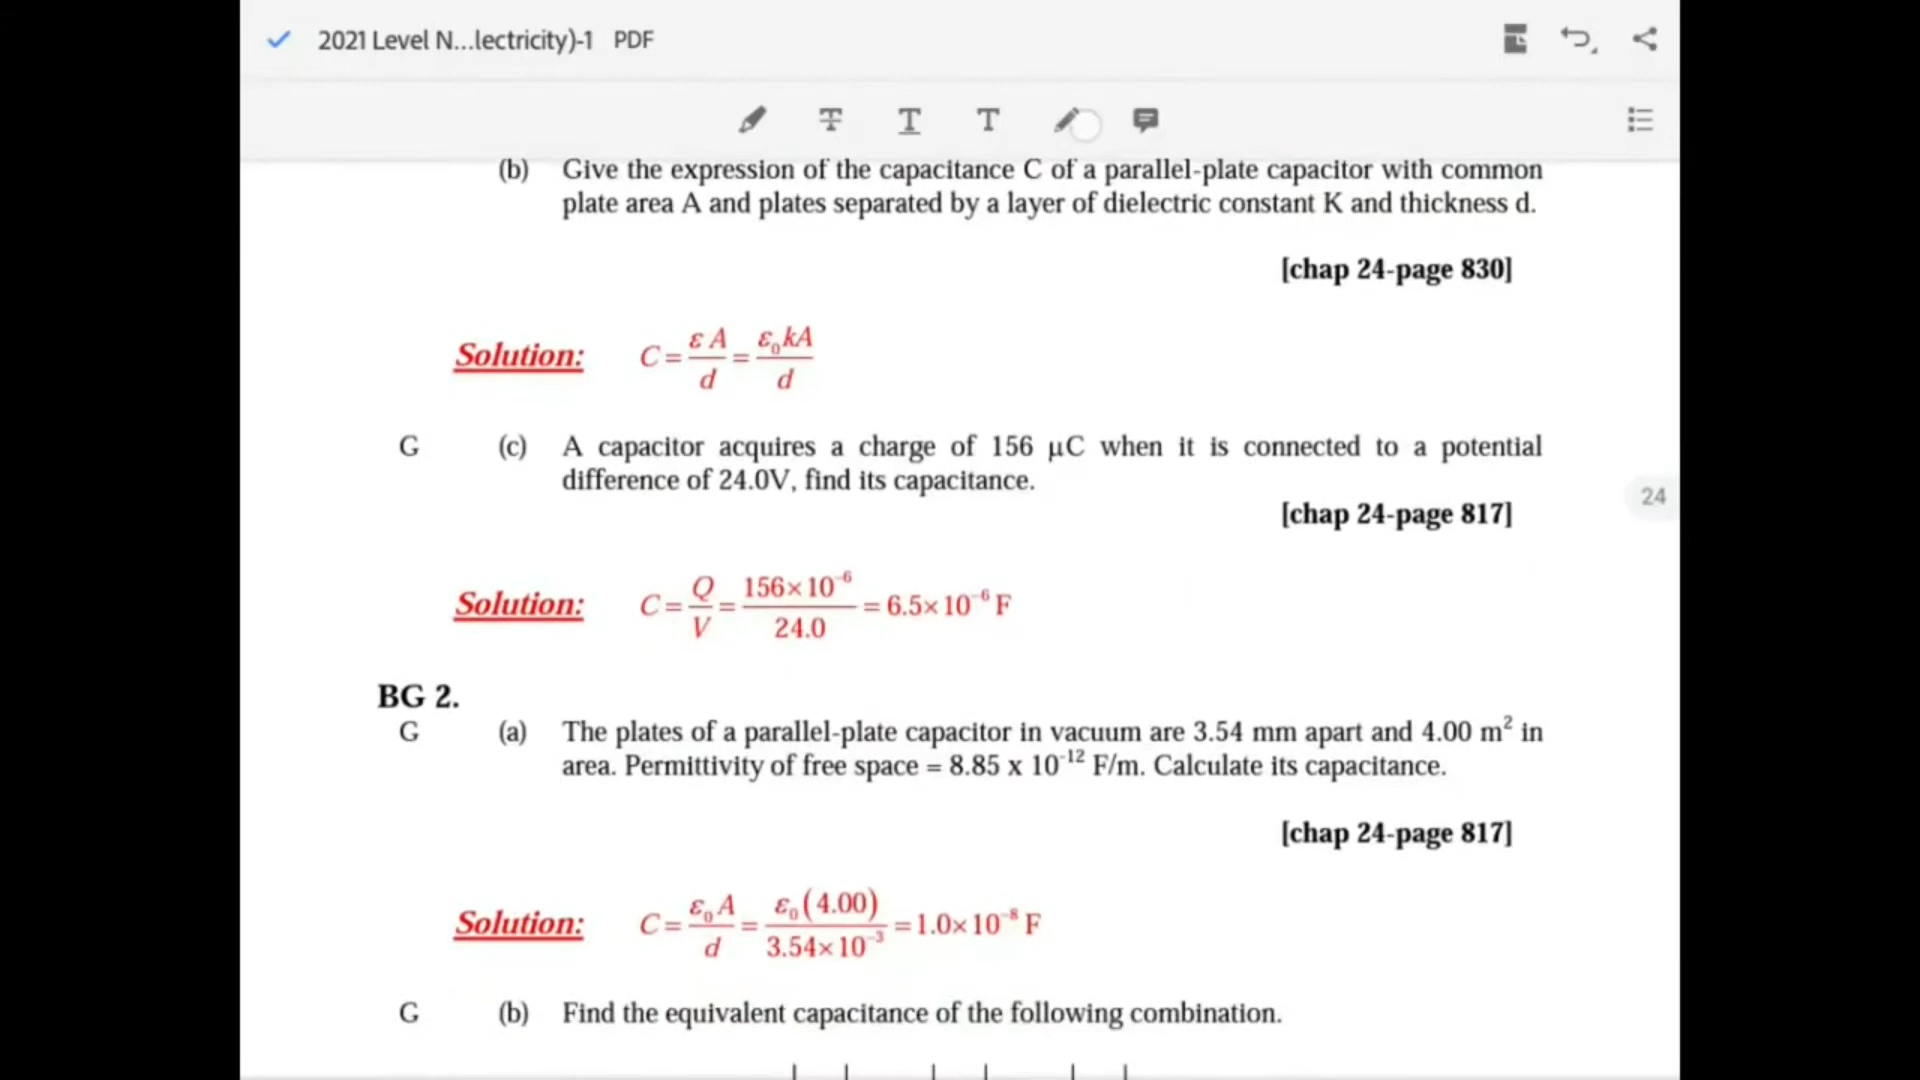 2021 Level N...lectricity)-1 PDF
(b) Give the expression of the capacitance C of a parallel-plate capacitor with common
plate area A and plates separated by a layer of dielectric constant K and thickness d.
[chap 24-page 830]
Solution: C = εA/d = ε₀kA/d
G (c) A capacitor acquires a charge of 156 μC when it is connected to a potential
difference of 24.0V, find its capacitance.
24
[chap 24-page 817]
Solution: C = Q/V = 156×10⁻⁶/24.0 = 6.5×10⁻⁶ F
BG 2.
G (a) The plates of a parallel-plate capacitor in vacuum are 3.54 mm apart and 4.00 m² in
area. Permittivity of free space = 8.85 x 10⁻¹² F/m. Calculate its capacitance.
[chap 24-page 817]
Solution: C = ε₀A/d = ε₀(4.00)/3.54×10⁻³ = 1.0×10⁻⁸ F
G (b) Find the equivalent capacitance of the following combination.